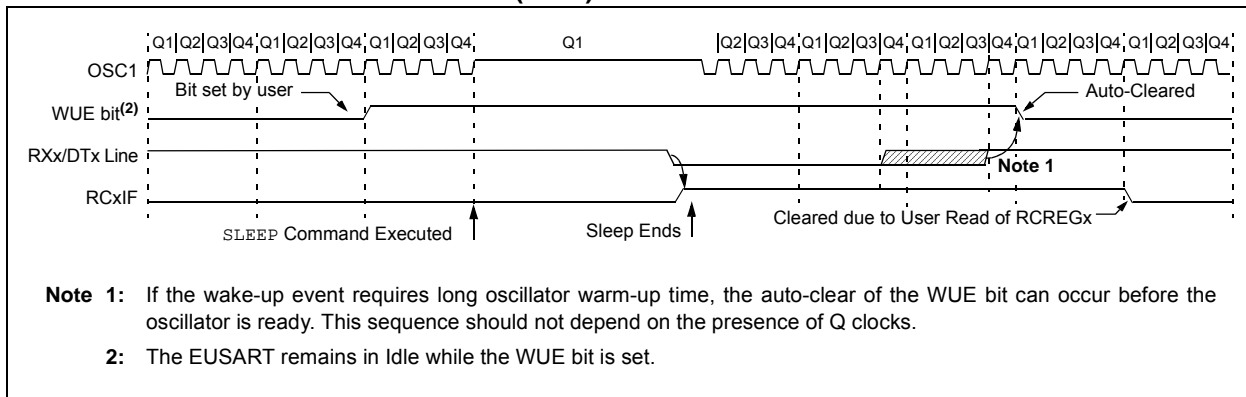 Q1 Q2 Q3 Q4 Q1 Q2 Q3 Q4 Q1 Q2 Q3 Q4 Q1 Q2 Q3 Q4 Q1 Q2 Q3 Q4 Q1 Q2 Q3 Q4 Q1 Q2 Q3 Q4 Q1 Q2 Q3 Q4
OSC1
Bit set by user
Auto-Cleared
WUE bit(2)
RXx/DTx Line
Note 1
RCxIF
Cleared due to User Read of RCREGx
SLEEP Command Executed
Sleep Ends
Note 1: If the wake-up event requires long oscillator warm-up time, the auto-clear of the WUE bit can occur before the
oscillator is ready. This sequence should not depend on the presence of Q clocks.
2: The EUSART remains in Idle while the WUE bit is set.